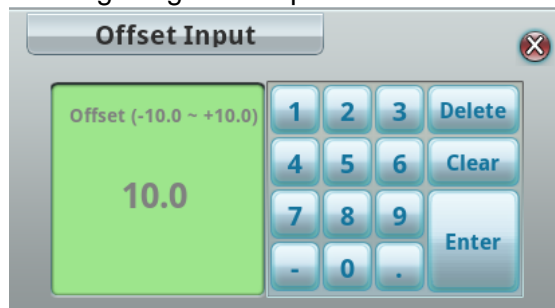 Offset Input
Offset (-10.0 ~ +10.0)
10.0
1 2 3 Delete
4 5 6 Clear
7 8 9
Enter
- 0 .